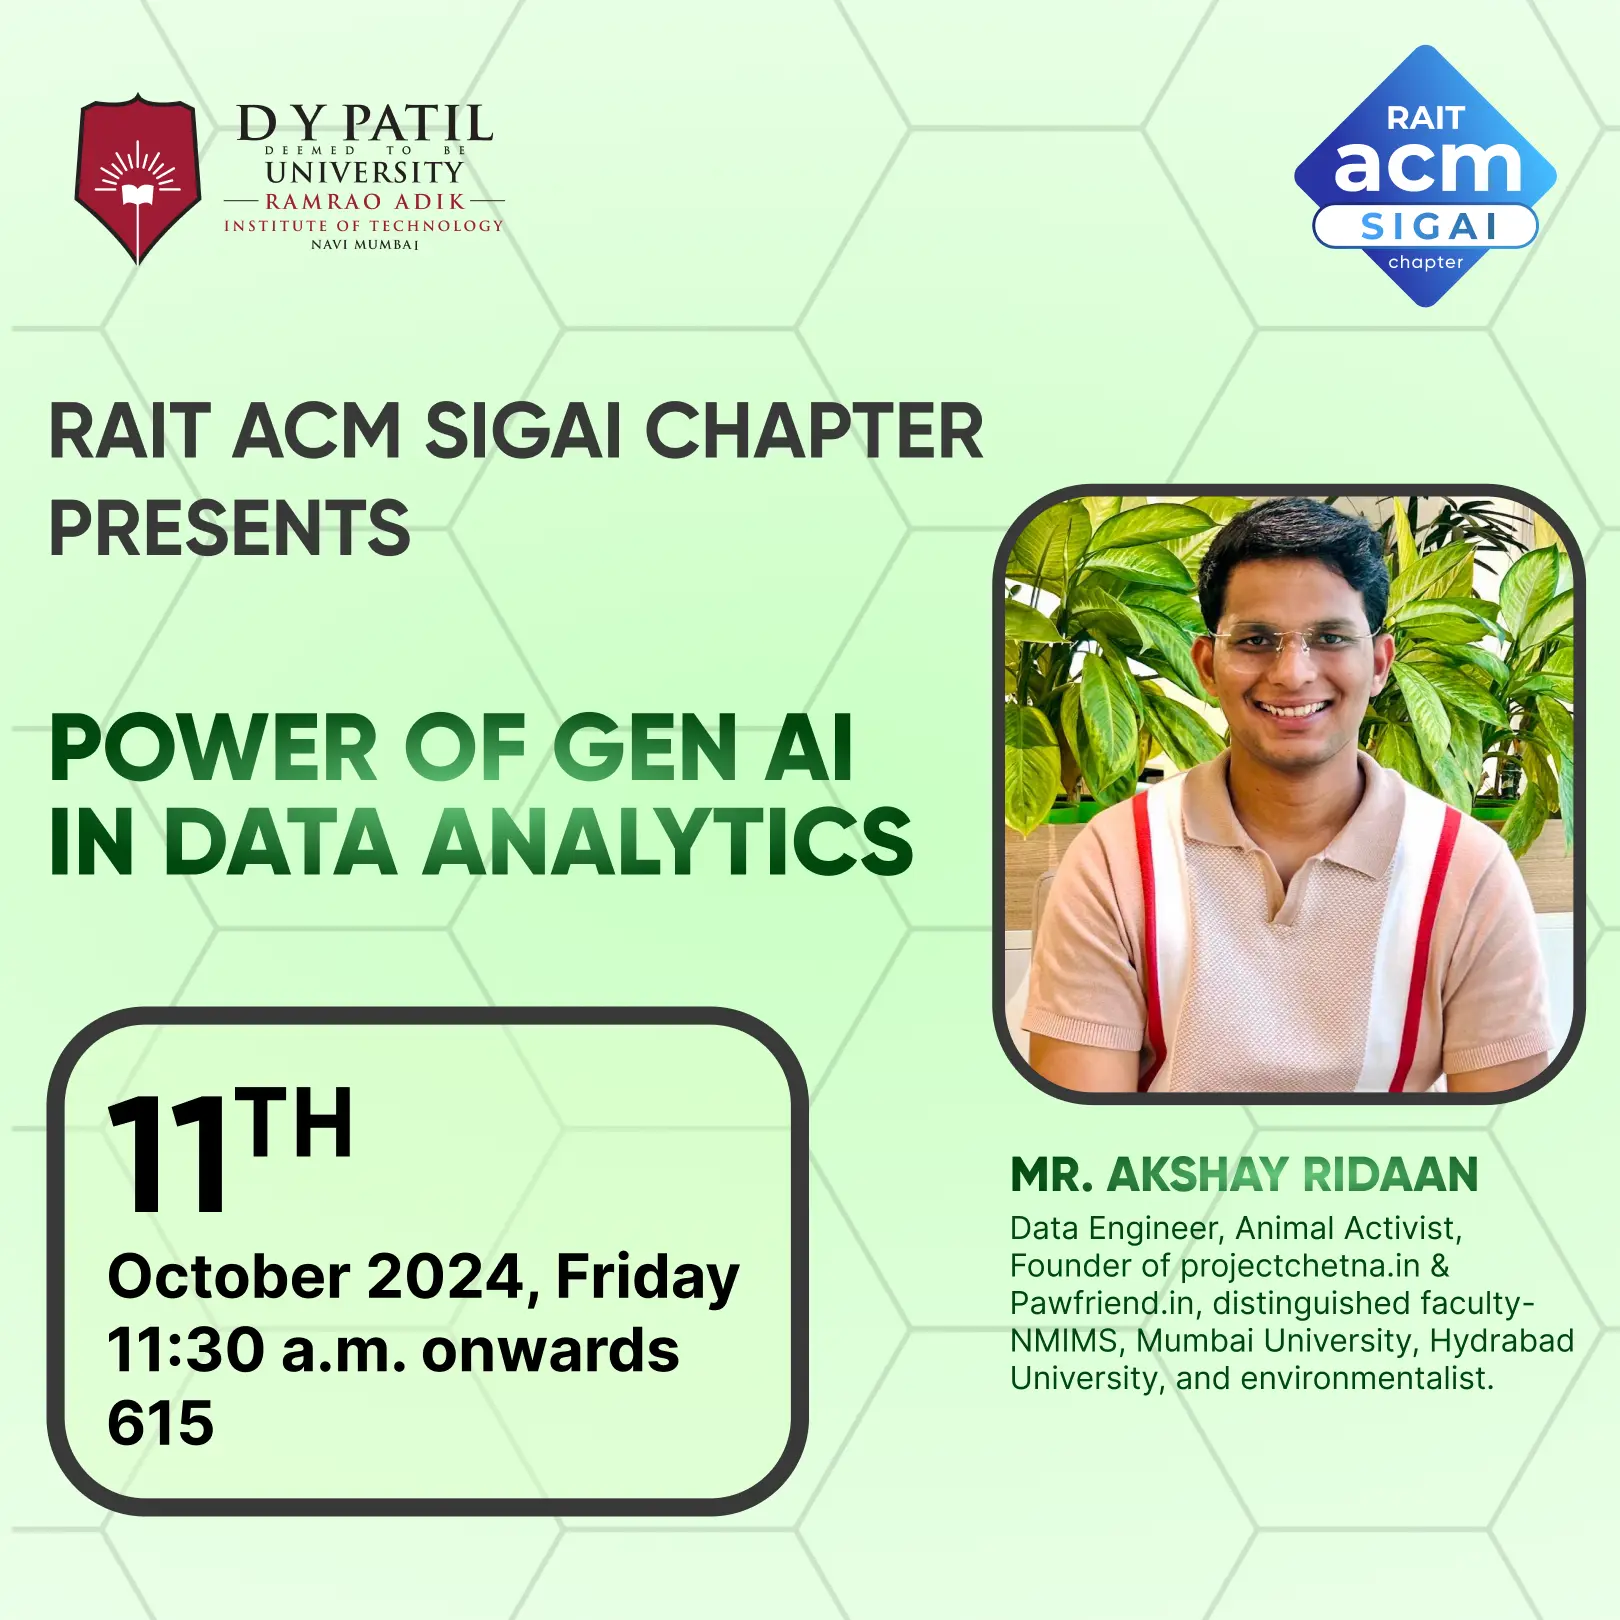 D Y PATIL
DEEMED TO BE
UNIVERSITY
RAMRAO ADIK
INSTITUTE OF TECHNOLOGY
NAVI MUMBAI
RAIT
acm
SIGAI
chapter
RAIT ACM SIGAI CHAPTER
PRESENTS
POWER OF GEN AI
IN DATA ANALYTICS
11TH
October 2024, Friday
11:30 a.m. onwards
615
MR. AKSHAY RIDAAN
Data Engineer, Animal Activist,
Founder of projectchetna.in &
Pawfriend.in, distinguished faculty-
NMIMS, Mumbai University, Hydrabad
University, and environmentalist.